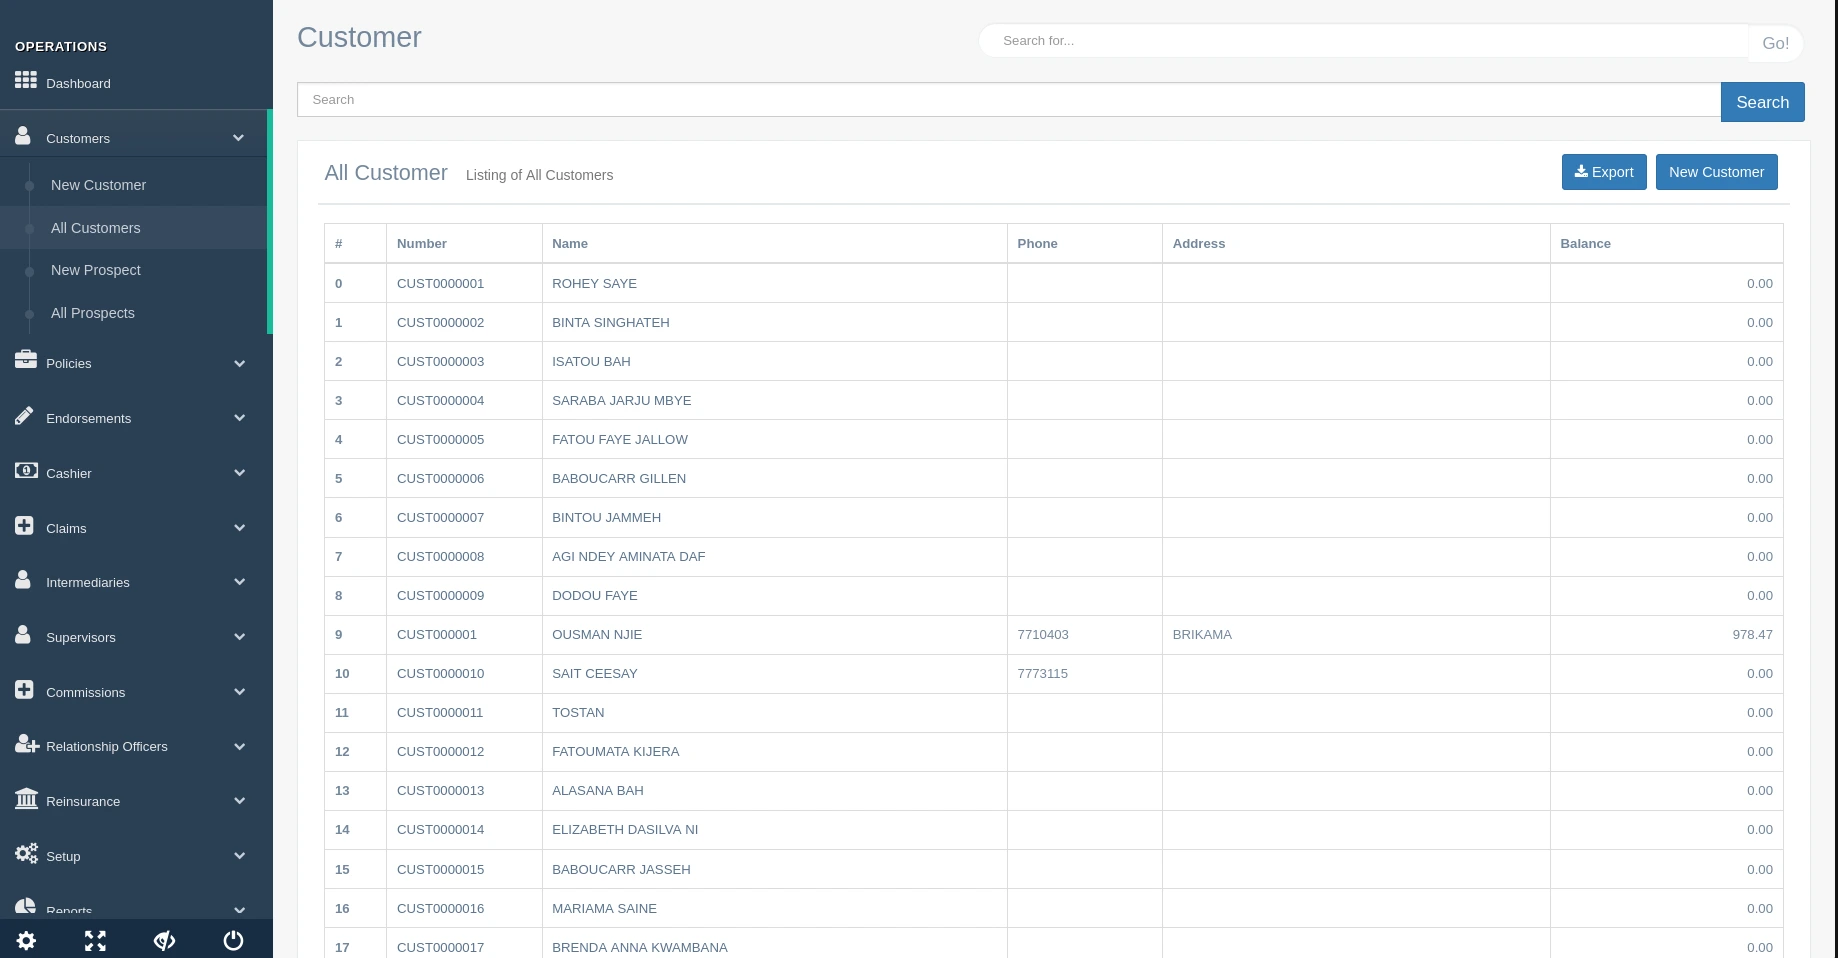 OPERATIONS
Dashboard
Customers
New Customer
All Customers
New Prospect
All Prospects
Policies
Endorsements
Cashier
Claims
Intermediaries
Supervisors
Commissions
Relationship Officers
Reinsurance
Setup
Reports
Customer
Search for...
Go!
Search
Search
All Customer Listing of All Customers
Export
New Customer
# Number Name Phone Address Balance
0 CUST0000001 ROHEY SAYE 0.00
1 CUST0000002 BINTA SINGHATEH 0.00
2 CUST0000003 ISATOU BAH 0.00
3 CUST0000004 SARABA JARJU MBYE 0.00
4 CUST0000005 FATOU FAYE JALLOW 0.00
5 CUST0000006 BABOUCARR GILLEN 0.00
6 CUST0000007 BINTOU JAMMEH 0.00
7 CUST0000008 AGI NDEY AMINATA DAF 0.00
8 CUST0000009 DODOU FAYE 0.00
9 CUST000001 OUSMAN NJIE 7710403 BRIKAMA 978.47
10 CUST0000010 SAIT CEESAY 7773115 0.00
11 CUST0000011 TOSTAN 0.00
12 CUST0000012 FATOUMATA KIJERA 0.00
13 CUST0000013 ALASANA BAH 0.00
14 CUST0000014 ELIZABETH DASILVA NI 0.00
15 CUST0000015 BABOUCARR JASSEH 0.00
16 CUST0000016 MARIAMA SAINE 0.00
17 CUST0000017 BRENDA ANNA KWAMBANA 0.00